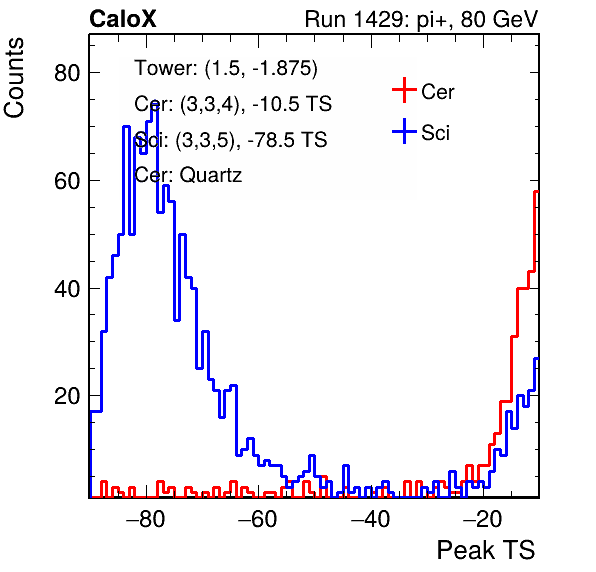 CaloX Run 1429: pi+, 80 GeV
Counts
Tower: (1.5, -1.875)
Cer: (3,3,4), -10.5 TS
Sci: (3,3,5), -78.5 TS
Cer: Quartz
Cer
Sci
80
60
40
20
−80 −60 −40 −20
Peak TS